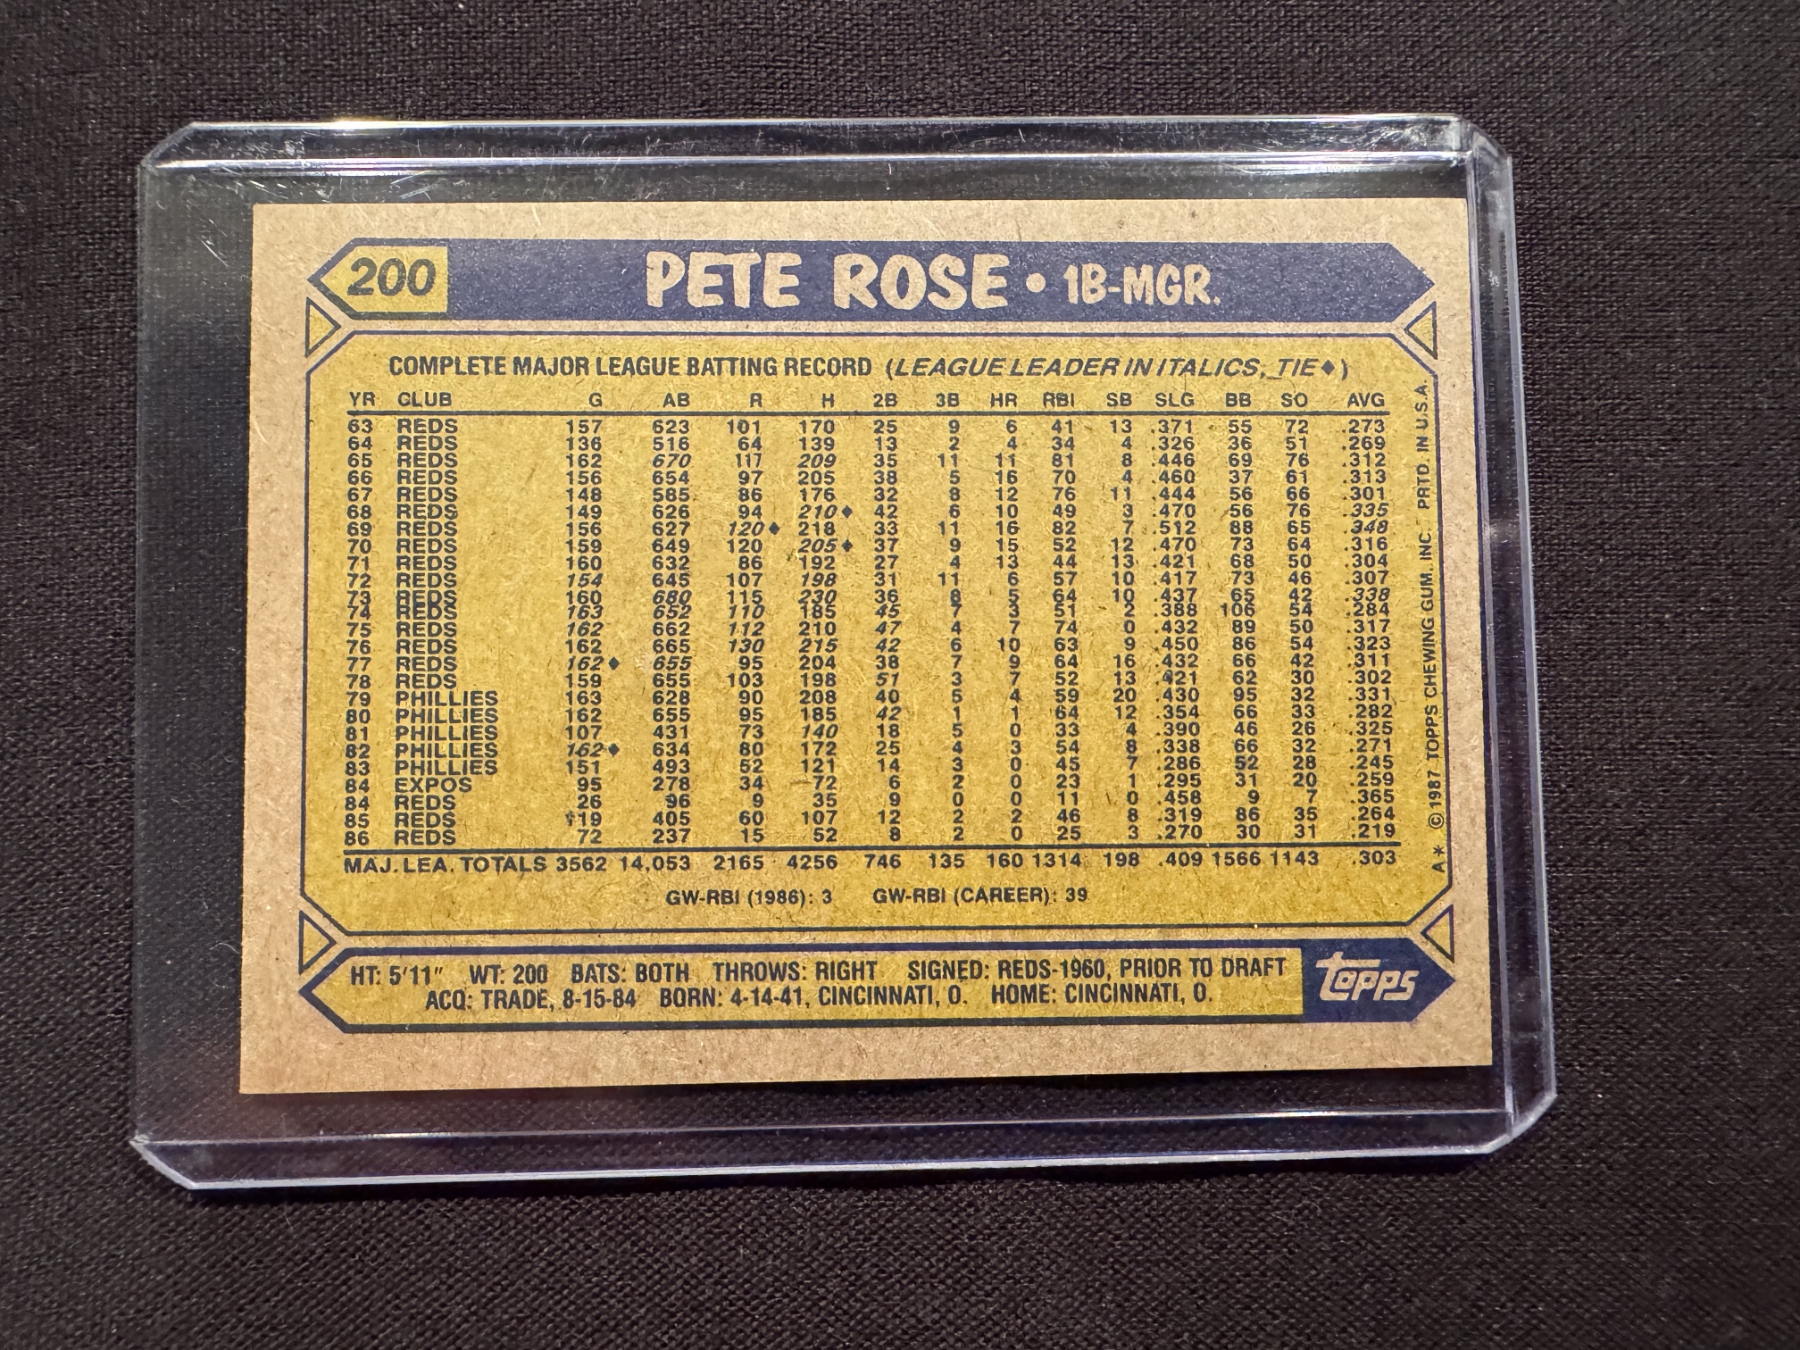 200 PETE ROSE • 1B-MGR.
COMPLETE MAJOR LEAGUE BATTING RECORD (LEAGUE LEADER IN ITALICS, TIE♦)
YR CLUB G AB R H 2B 3B HR RBI SB SLG BB SO AVG
63 REDS 157 623 101 170 25 9 6 41 13 .371 55 72 .273
64 REDS 136 516 64 139 13 2 4 34 4 .326 36 51 .269
65 REDS 162 670 117 209 35 11 11 81 8 .446 69 76 .312
66 REDS 156 654 97 205 38 5 16 70 4 .460 37 61 .313
67 REDS 148 585 86 176 32 8 12 76 11 .444 56 66 .301
68 REDS 149 626 94 210♦ 42 6 10 49 3 .470 56 76 .335
69 REDS 156 627 120♦ 218 33 11 16 82 7 .512 88 65 .348
70 REDS 159 649 120 205♦ 37 9 15 52 12 .470 73 64 .316
71 REDS 160 632 86 192 27 4 13 44 13 .421 68 50 .304
72 REDS 154 645 107 198 31 11 6 57 10 .417 73 46 .307
73 REDS 160 680 115 230 36 8 5 64 10 .437 65 42 .338
74 REDS 163 652 110 185 45 7 3 51 2 .388 106 54 .284
75 REDS 162 662 112 210 47 4 7 74 0 .432 89 50 .317
76 REDS 162 665 130 215 42 6 10 63 9 .450 86 54 .323
77 REDS 162♦ 655 95 204 38 7 9 64 16 .432 66 42 .311
78 REDS 159 655 103 198 51 3 7 52 13 .421 62 30 .302
79 PHILLIES 163 628 90 208 40 5 4 59 20 .430 95 32 .331
80 PHILLIES 162 655 95 185 42 1 1 64 12 .354 66 33 .282
81 PHILLIES 107 431 73 140 18 5 0 33 4 .390 46 26 .325
82 PHILLIES 162♦ 634 80 172 25 4 3 54 8 .338 66 32 .271
83 PHILLIES 151 493 52 121 14 3 0 45 7 .286 52 28 .245
84 EXPOS 95 278 34 72 6 2 0 23 1 .295 31 20 .259
84 REDS 26 96 9 35 9 0 0 11 0 .458 9 7 .365
85 REDS 119 405 60 107 12 2 2 46 8 .319 86 35 .264
86 REDS 72 237 15 52 8 2 0 25 3 .270 30 31 .219
MAJ. LEA. TOTALS 3562 14,053 2165 4256 746 135 160 1314 198 .409 1566 1143 .303
GW-RBI (1986): 3 GW-RBI (CAREER): 39
A* ©1987 TOPPS CHEWING GUM, INC. PRTD. IN U.S.A.
HT: 5'11" WT: 200 BATS: BOTH THROWS: RIGHT SIGNED: REDS-1960, PRIOR TO DRAFT
ACQ: TRADE, 8-15-84 BORN: 4-14-41, CINCINNATI, O. HOME: CINCINNATI, O.
topps